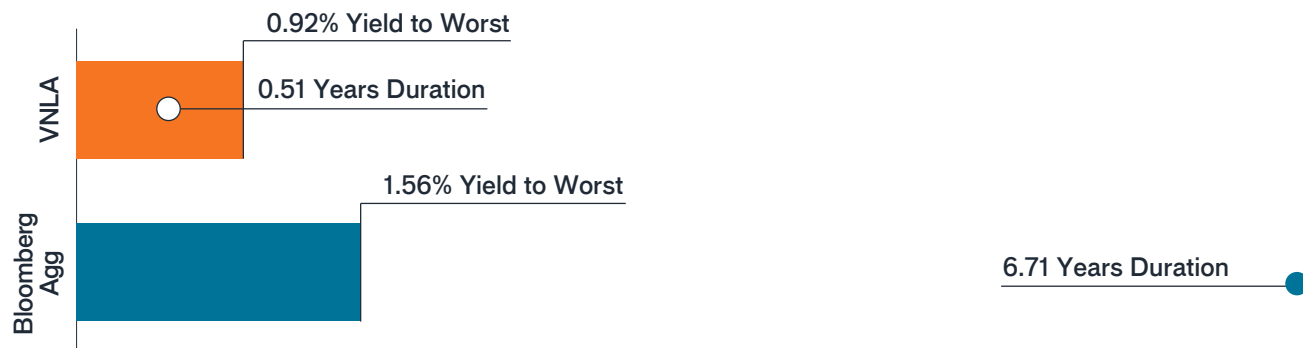 0.92% Yield to Worst
VNLA
0.51 Years Duration
1.56% Yield to Worst
Bloomberg
Agg
6.71 Years Duration